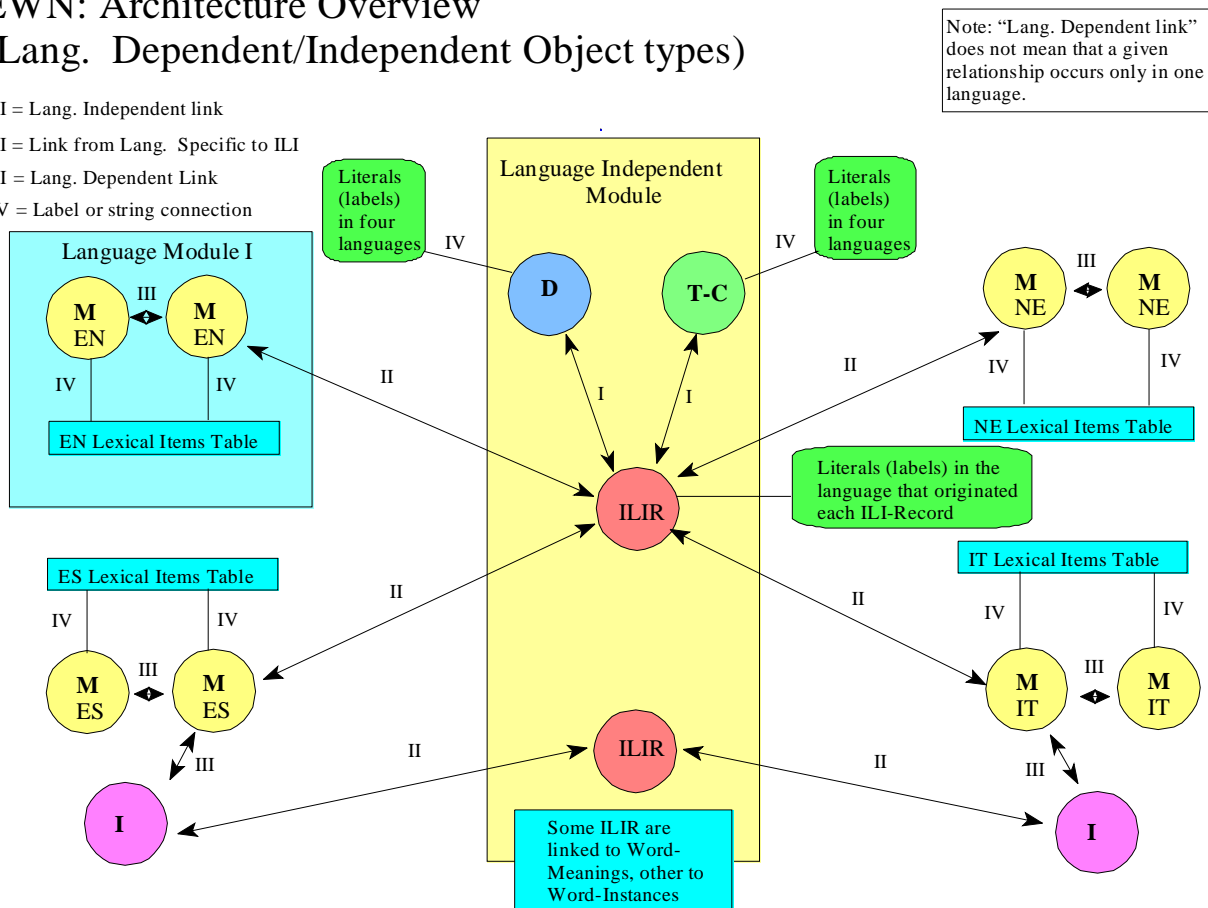 EWN: Architecture Overview
Lang. Dependent/Independent Object types)
Note: “Lang. Dependent link”
does not mean that a given
relationship occurs only in one
language.
I = Lang. Independent link
I = Link from Lang. Specific to ILI
I = Lang. Dependent Link
V = Label or string connection
Language Module I
M
EN
III
M
EN
IV
IV
EN Lexical Items Table
Literals
(labels)
in four
languages
IV
Language Independent
Module
D
T-C
IV
Literals
(labels)
in four
languages
M
NE
III
M
NE
IV
IV
NE Lexical Items Table
II
I
I
II
ILIR
Literals (labels) in the
language that originated
each ILI-Record
ES Lexical Items Table
IV
IV
M
ES
III
M
ES
II
III
I
II
II
IT Lexical Items Table
IV
IV
M
IT
III
M
IT
III
I
II
ILIR
Some ILIR are
linked to Word-
Meanings, other to
Word-Instances